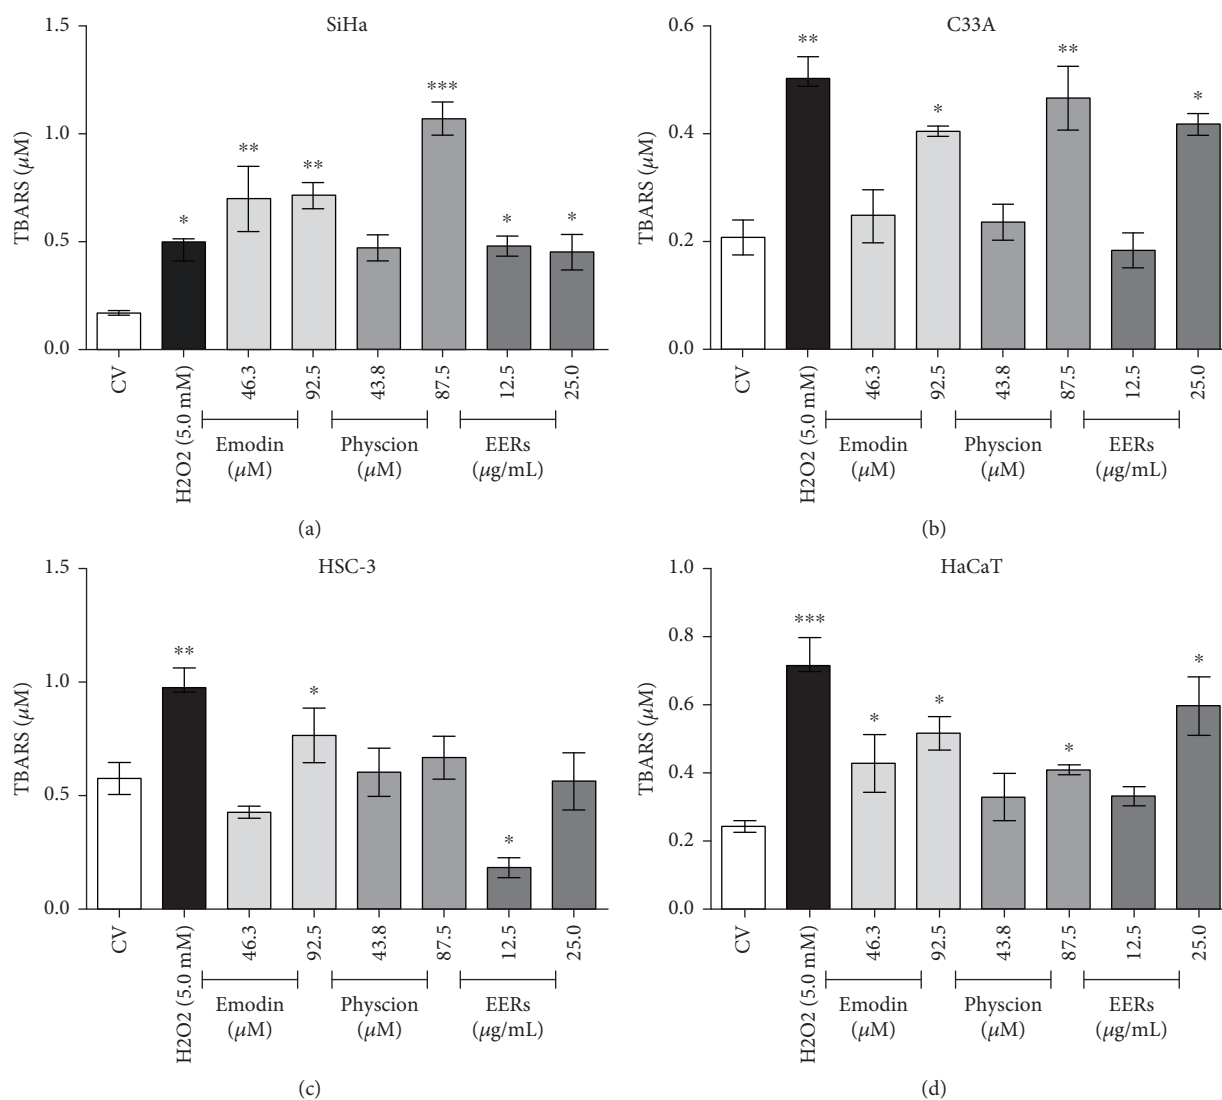 SiHa
1.5
1.0
0.5
0.0
TBARS (μM)
*
**
**
***
*
*
CV
H2O2 (5.0 mM)
46.3
92.5
43.8
87.5
12.5
25.0
Emodin
(μM)
Physcion
(μM)
EERs
(μg/mL)
(a)
C33A
0.6
0.4
0.2
0.0
TBARS (μM)
**
*
**
*
CV
H2O2 (5.0 mM)
46.3
92.5
43.8
87.5
12.5
25.0
Emodin
(μM)
Physcion
(μM)
EERs
(μg/mL)
(b)
HSC-3
1.5
1.0
0.5
0.0
TBARS (μM)
**
*
*
CV
H2O2 (5.0 mM)
46.3
92.5
43.8
87.5
12.5
25.0
Emodin
(μM)
Physcion
(μM)
EERs
(μg/mL)
(c)
HaCaT
1.0
0.8
0.6
0.4
0.2
0.0
TBARS (μM)
***
*
*
*
*
CV
H2O2 (5.0 mM)
46.3
92.5
43.8
87.5
12.5
25.0
Emodin
(μM)
Physcion
(μM)
EERs
(μg/mL)
(d)